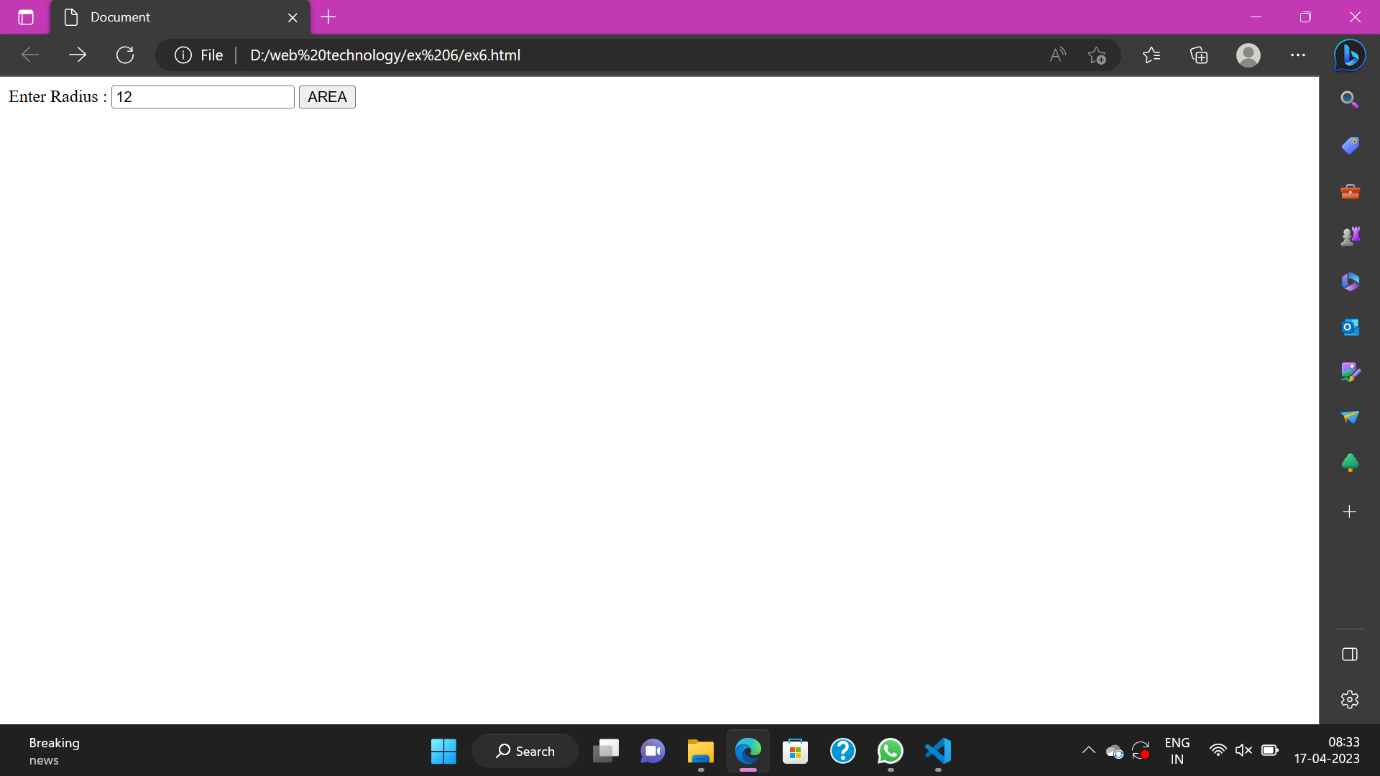 Document
File D:/web%20technology/ex%206/ex6.html
Enter Radius : 12 AREA
Breaking
news
Search
ENG
IN
08:33
17-04-2023